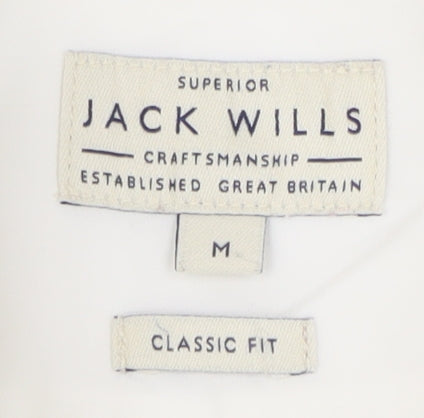 SUPERIOR
JACK WILLS
CRAFTSMANSHIP
ESTABLISHED GREAT BRITAIN
M
CLASSIC FIT